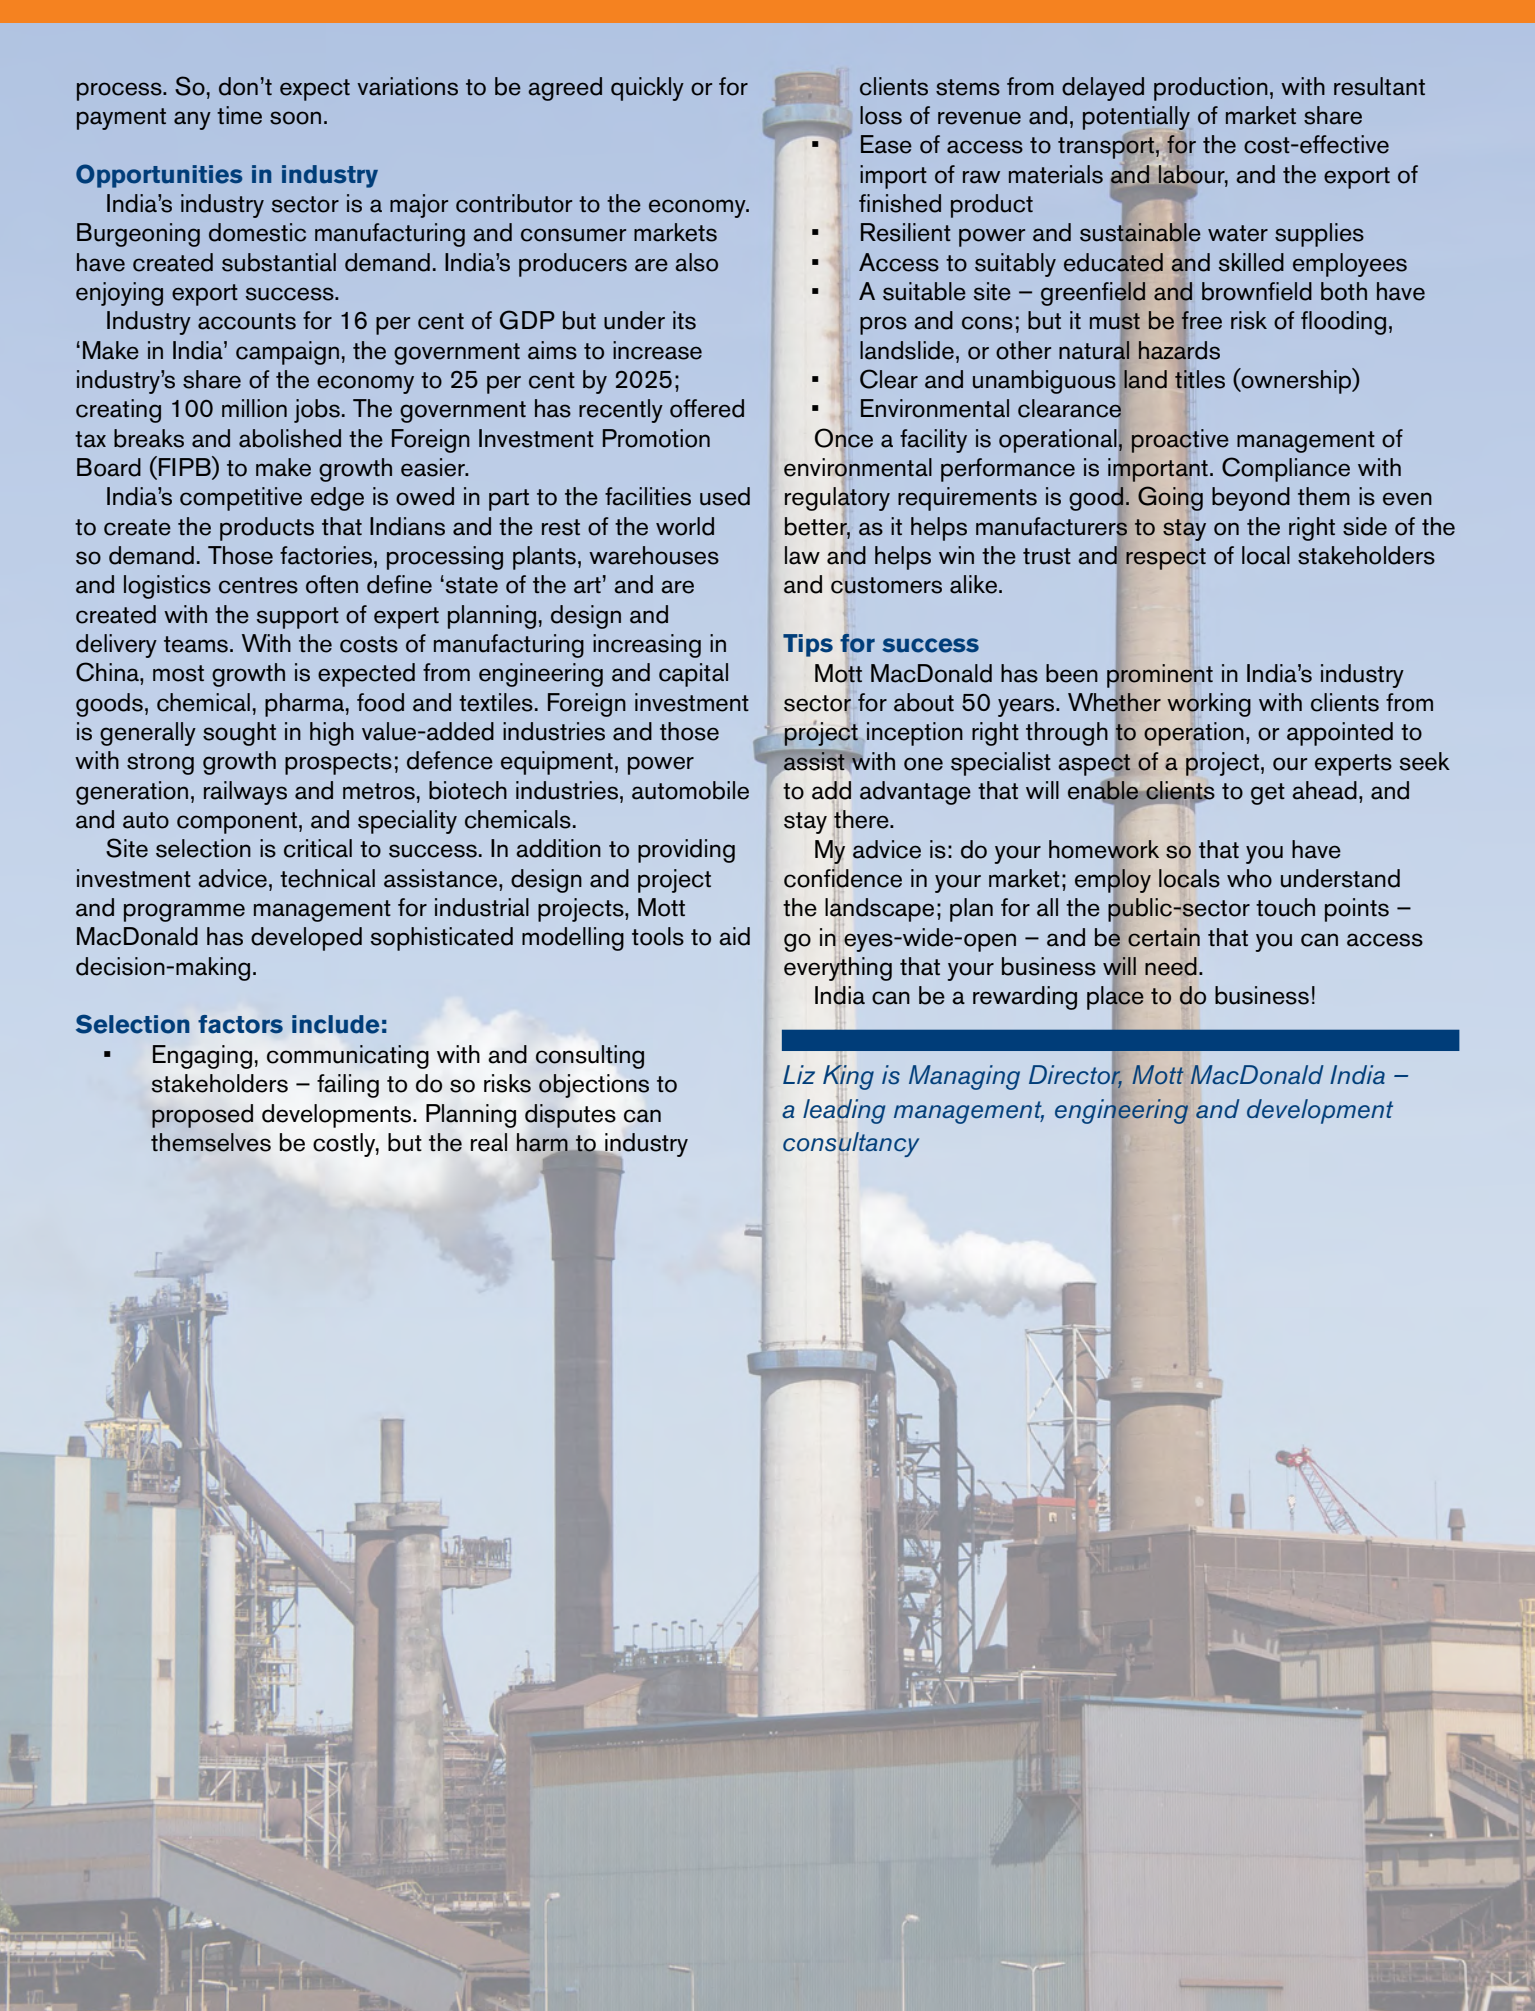 process. So, don’t expect variations to be agreed quickly or for
payment any time soon.
Opportunities in industry
India’s industry sector is a major contributor to the economy.
Burgeoning domestic manufacturing and consumer markets
have created substantial demand. India’s producers are also
enjoying export success.
Industry accounts for 16 per cent of GDP but under its
‘Make in India’ campaign, the government aims to increase
industry’s share of the economy to 25 per cent by 2025;
creating 100 million jobs. The government has recently offered
tax breaks and abolished the Foreign Investment Promotion
Board (FIPB) to make growth easier.
India’s competitive edge is owed in part to the facilities used
to create the products that Indians and the rest of the world
so demand. Those factories, processing plants, warehouses
and logistics centres often define ‘state of the art’ and are
created with the support of expert planning, design and
delivery teams. With the costs of manufacturing increasing in
China, most growth is expected from engineering and capital
goods, chemical, pharma, food and textiles. Foreign investment
is generally sought in high value-added industries and those
with strong growth prospects; defence equipment, power
generation, railways and metros, biotech industries, automobile
and auto component, and speciality chemicals.
Site selection is critical to success. In addition to providing
investment advice, technical assistance, design and project
and programme management for industrial projects, Mott
MacDonald has developed sophisticated modelling tools to aid
decision-making.
Selection factors include:
▪ Engaging, communicating with and consulting
stakeholders – failing to do so risks objections to
proposed developments. Planning disputes can
themselves be costly, but the real harm to industry
clients stems from delayed production, with resultant
loss of revenue and, potentially of market share
▪ Ease of access to transport, for the cost-effective
import of raw materials and labour, and the export of
finished product
▪ Resilient power and sustainable water supplies
▪ Access to suitably educated and skilled employees
▪ A suitable site – greenfield and brownfield both have
pros and cons; but it must be free risk of flooding,
landslide, or other natural hazards
▪ Clear and unambiguous land titles (ownership)
▪ Environmental clearance
Once a facility is operational, proactive management of
environmental performance is important. Compliance with
regulatory requirements is good. Going beyond them is even
better, as it helps manufacturers to stay on the right side of the
law and helps win the trust and respect of local stakeholders
and customers alike.
Tips for success
Mott MacDonald has been prominent in India’s industry
sector for about 50 years. Whether working with clients from
project inception right through to operation, or appointed to
assist with one specialist aspect of a project, our experts seek
to add advantage that will enable clients to get ahead, and
stay there.
My advice is: do your homework so that you have
confidence in your market; employ locals who understand
the landscape; plan for all the public-sector touch points –
go in eyes-wide-open – and be certain that you can access
everything that your business will need.
India can be a rewarding place to do business!
Liz King is Managing Director, Mott MacDonald India –
a leading management, engineering and development
consultancy